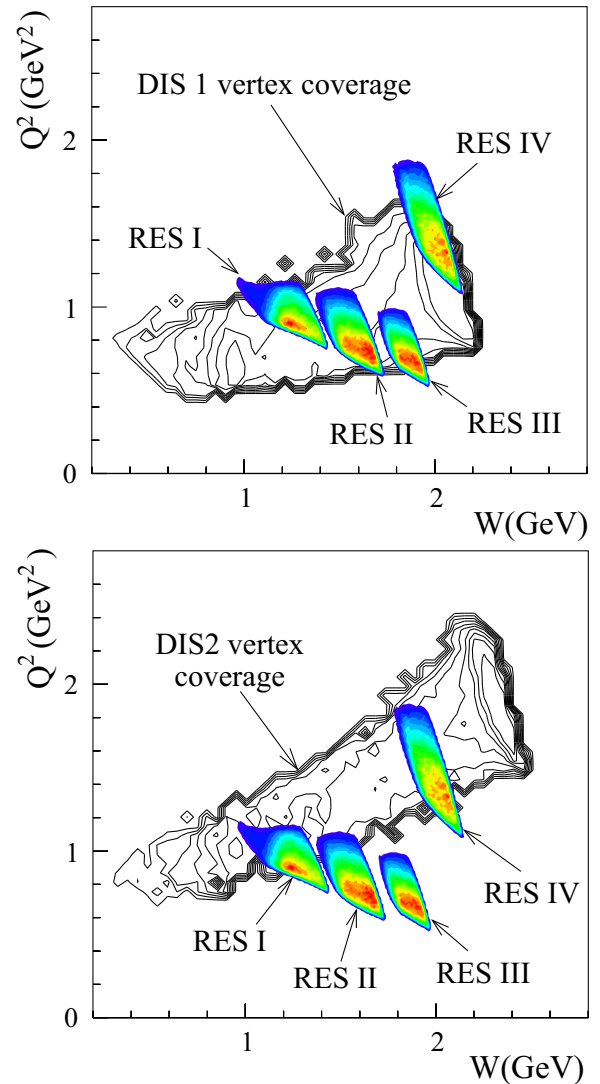 Q² (GeV²)
DIS 1 vertex coverage
2
RES IV
RES I
1
RES II
RES III
0
1
2
W(GeV)
Q² (GeV²)
DIS2 vertex
coverage
2
1
RES IV
RES I
RES II
RES III
0
1
2
W(GeV)